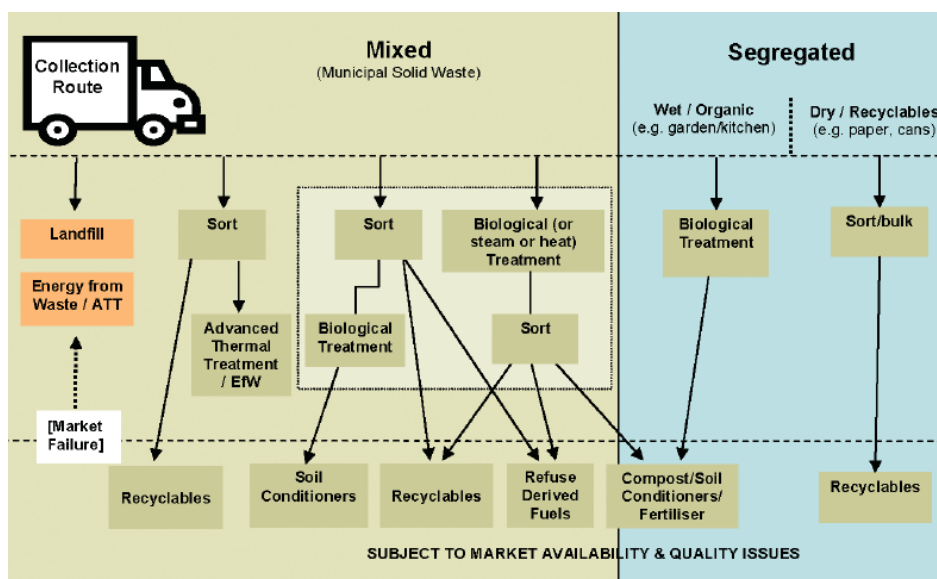 Collection
Route
Mixed
(Municipal Solid Waste)
Segregated
Wet / Organic
(e.g. garden/kitchen)
Dry / Recyclables
(e.g. paper, cans)
Landfill
Energy from
Waste / ATT
Sort
Advanced
Thermal
Treatment
/ EfW
Sort
Biological
Treatment
Biological (or
steam or heat)
Treatment
Sort
Biological
Treatment
Sort/bulk
[Market
Failure]
Recyclables
Soil
Conditioners
Recyclables
Refuse
Derived
Fuels
Compost/Soil
Conditioners/
Fertiliser
Recyclables
SUBJECT TO MARKET AVAILABILITY & QUALITY ISSUES